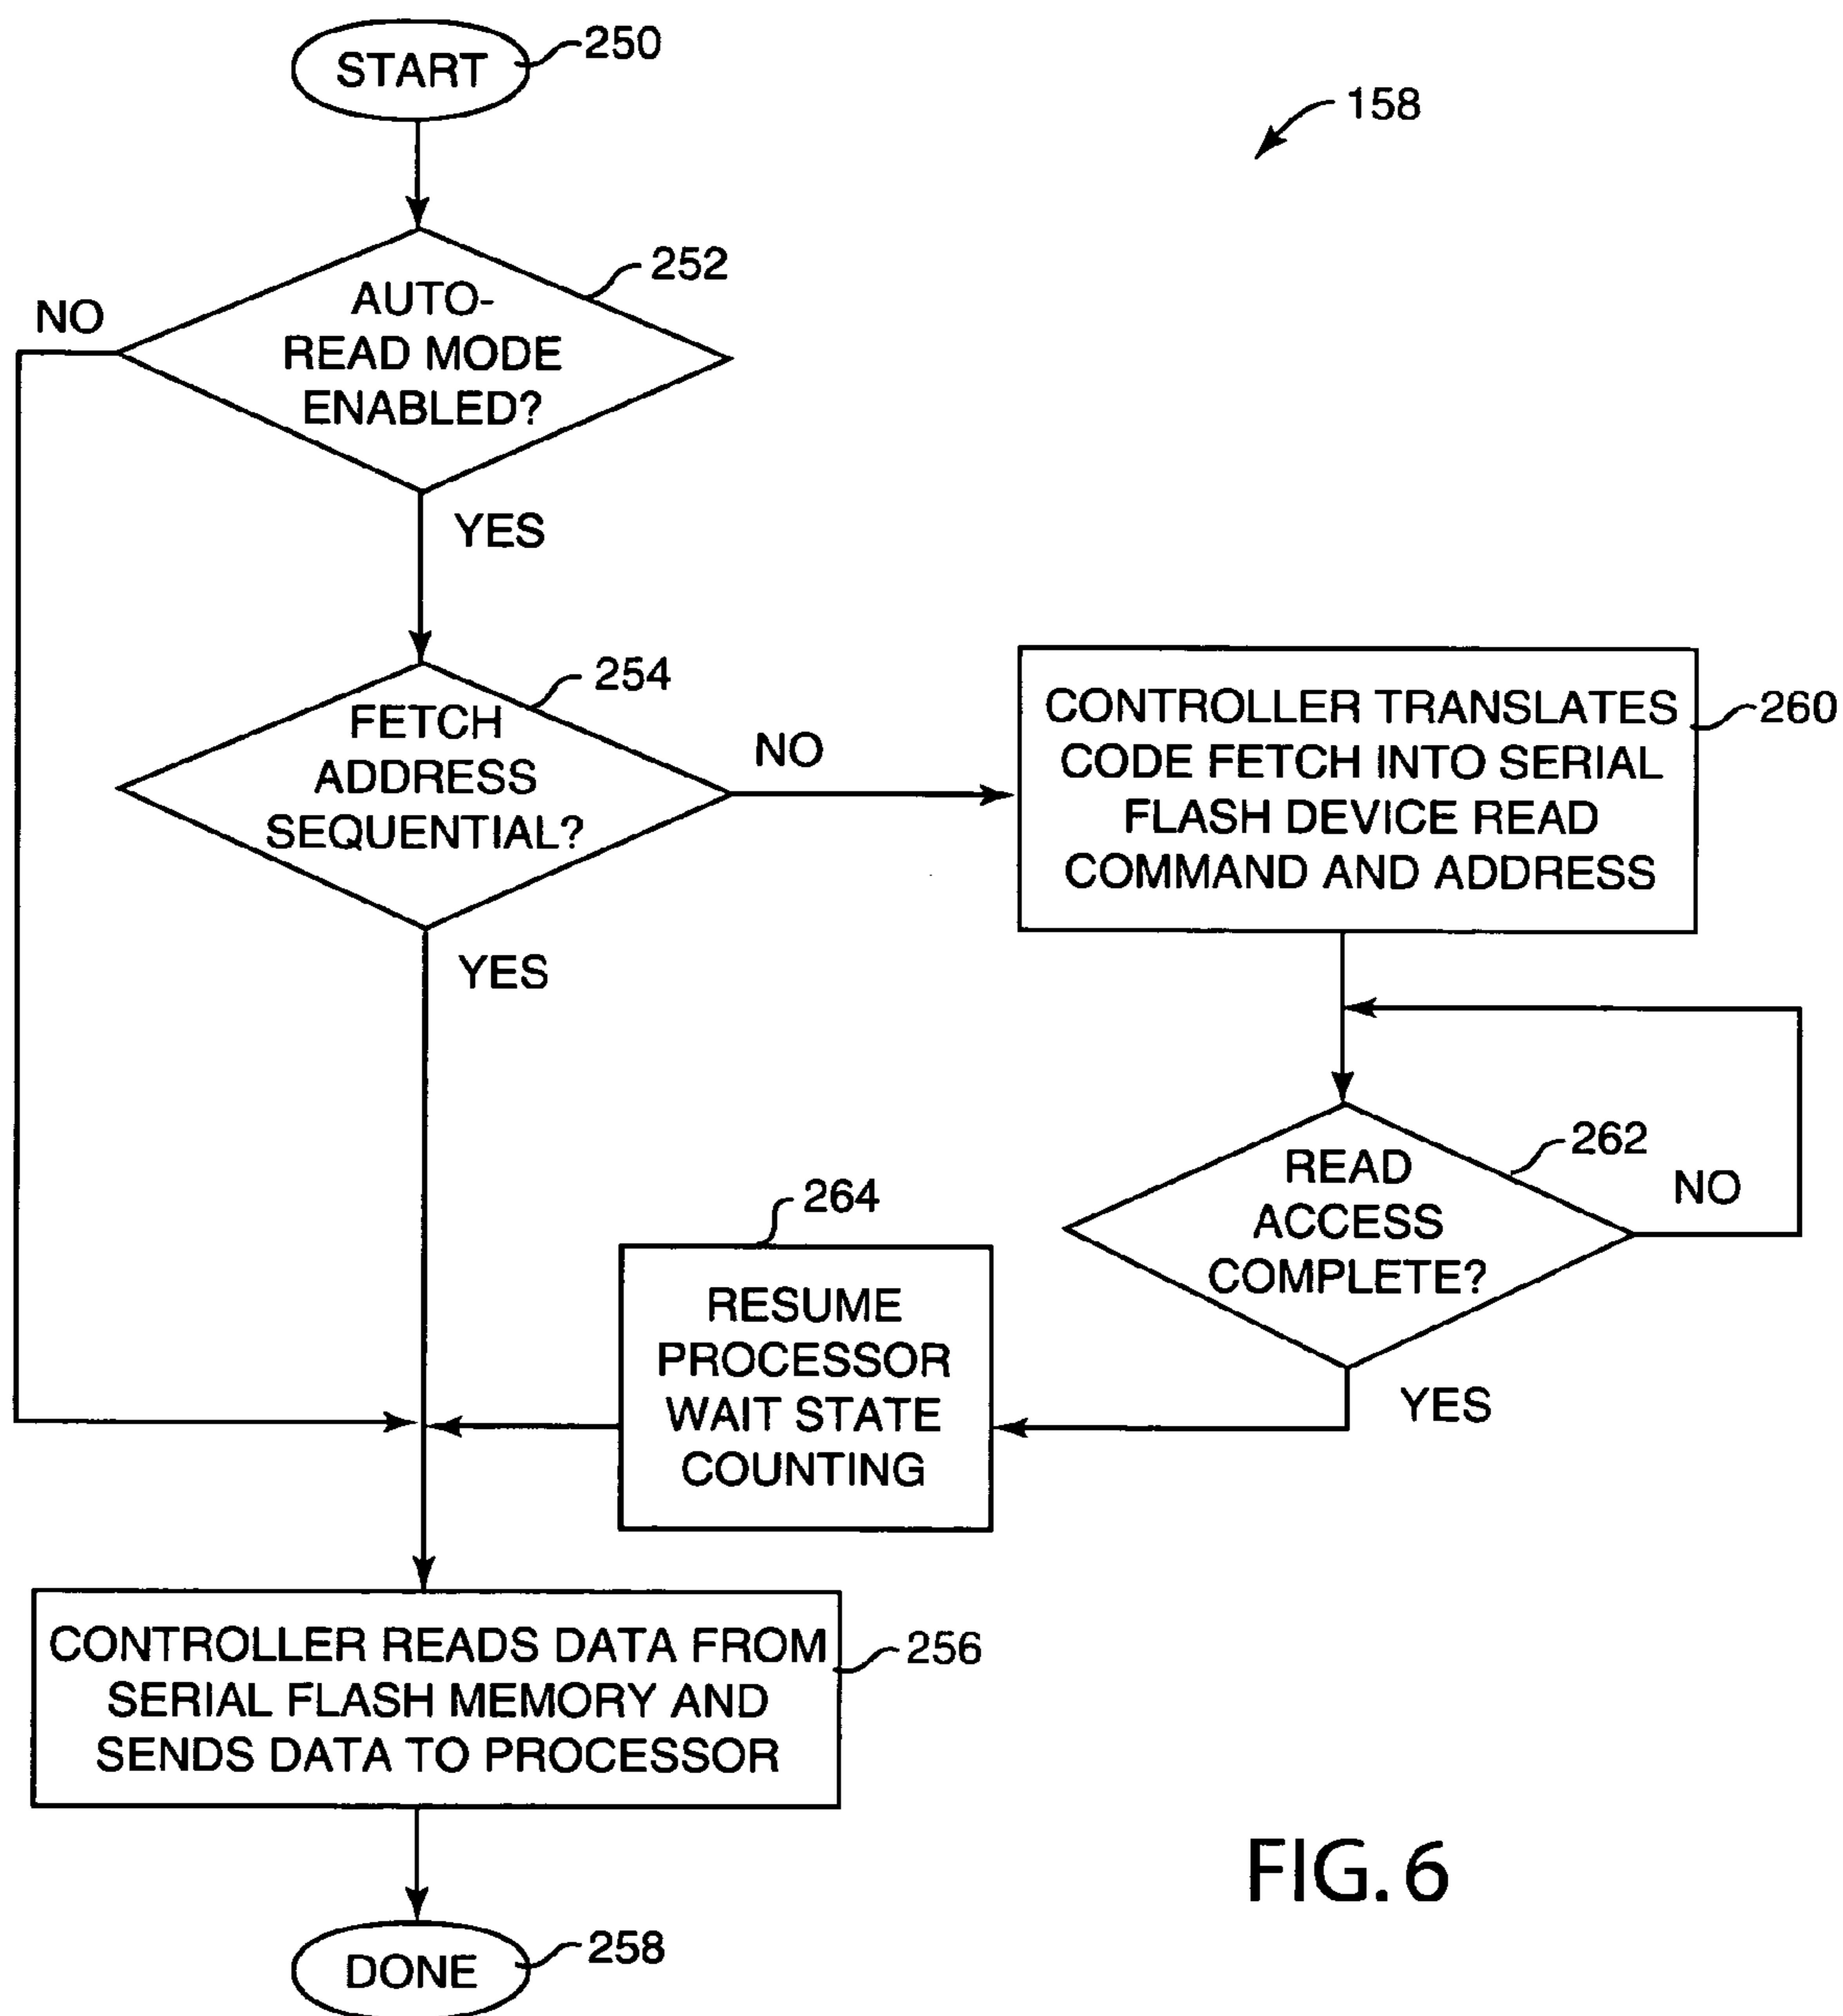 START
250
158
AUTO-
READ MODE
ENABLED?
252
NO
YES
FETCH
ADDRESS
SEQUENTIAL?
254
NO
YES
CONTROLLER TRANSLATES
CODE FETCH INTO SERIAL
FLASH DEVICE READ
COMMAND AND ADDRESS
260
READ
ACCESS
COMPLETE?
262
NO
YES
264
RESUME
PROCESSOR
WAIT STATE
COUNTING
CONTROLLER READS DATA FROM
SERIAL FLASH MEMORY AND
SENDS DATA TO PROCESSOR
256
DONE
258
FIG. 6